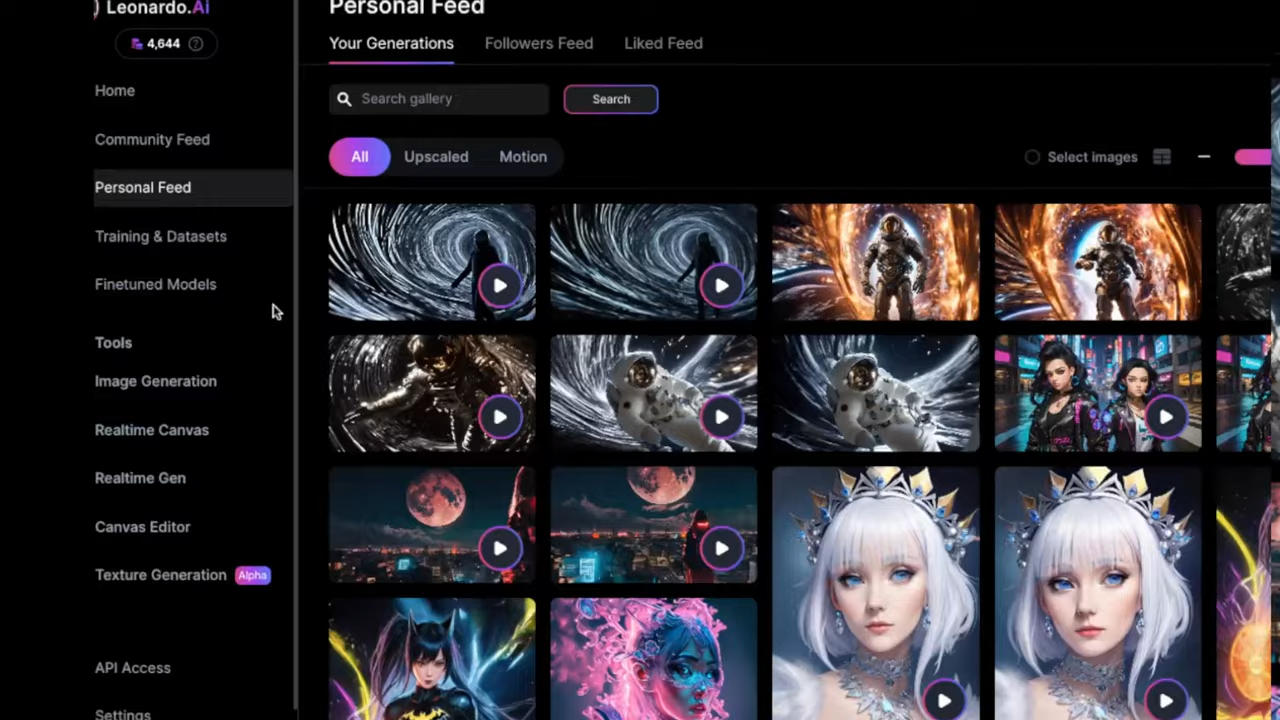 Leonardo.Ai
4,644
Home
Community Feed
Personal Feed
Training & Datasets
Finetuned Models
Tools
Image Generation
Realtime Canvas
Realtime Gen
Canvas Editor
Texture Generation Alpha
API Access
Settings
Personal Feed
Your Generations Followers Feed Liked Feed
Search gallery Search
All Upscaled Motion Select images